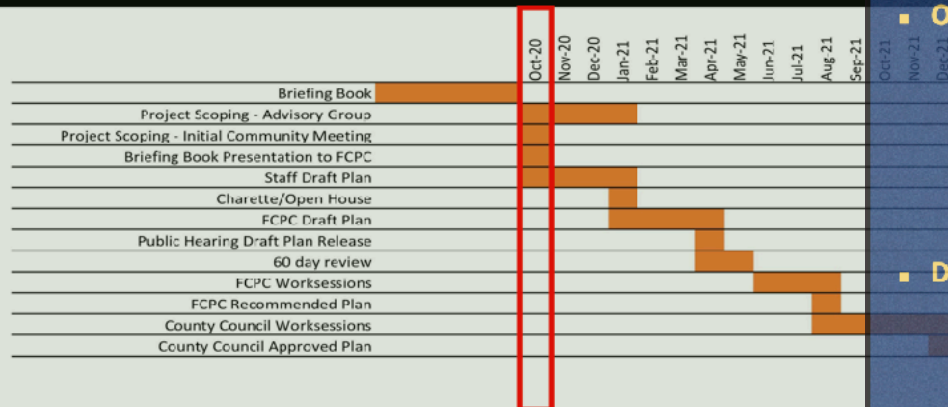 Oct-20 Nov-20 Dec-20 Jan-21 Feb-21 Mar-21 Apr-21 May-21 Jun-21 Jul-21 Aug-21 Sep-21 Oct-21 Nov-21 Dec-21
Briefing Book
Project Scoping - Advisory Group
Project Scoping - Initial Community Meeting
Briefing Book Presentation to FCPC
Staff Draft Plan
Charette/Open House
FCPC Draft Plan
Public Hearing Draft Plan Release
60 day review
FCPC Worksessions
FCPC Recommended Plan
County Council Worksessions
County Council Approved Plan